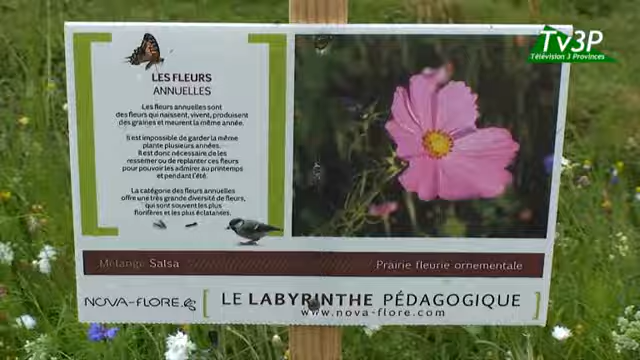 Tv3P
Télévision 3 Provinces
LES FLEURS
ANNUELLES
Les fleurs annuelles sont
des fleurs qui naissent, vivent, produisent
des graines et meurent la même année.
Il est impossible de garder la même
plante plusieurs années.
Il est donc nécessaire de les
ressemer ou de replanter ces fleurs
pour pouvoir les admirer au printemps
et pendant l'été.
La catégorie des fleurs annuelles
offre une très grande diversité de fleurs,
qui sont souvent les plus
florifères et les plus éclatantes.
Mélange Salsa
Prairie fleurie ornementale
NOVA-FLORE
LE LABYRINTHE PÉDAGOGIQUE
www.nova-flore.com